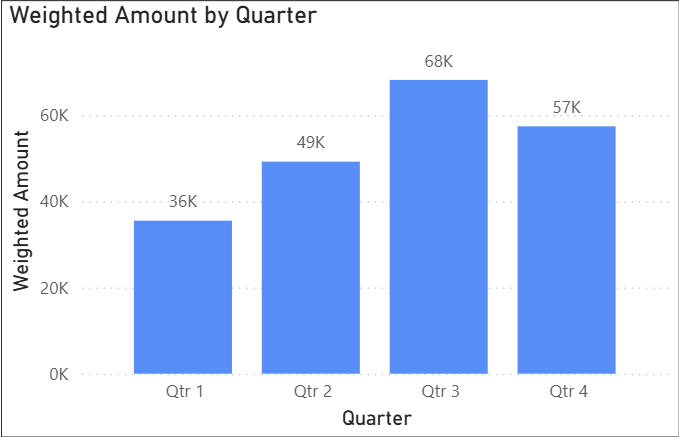 Weighted Amount by Quarter
68K
60K
57K
49K
40K
36K
20K
0K
Weighted Amount
Qtr 1
Qtr 2
Qtr 3
Qtr 4
Quarter